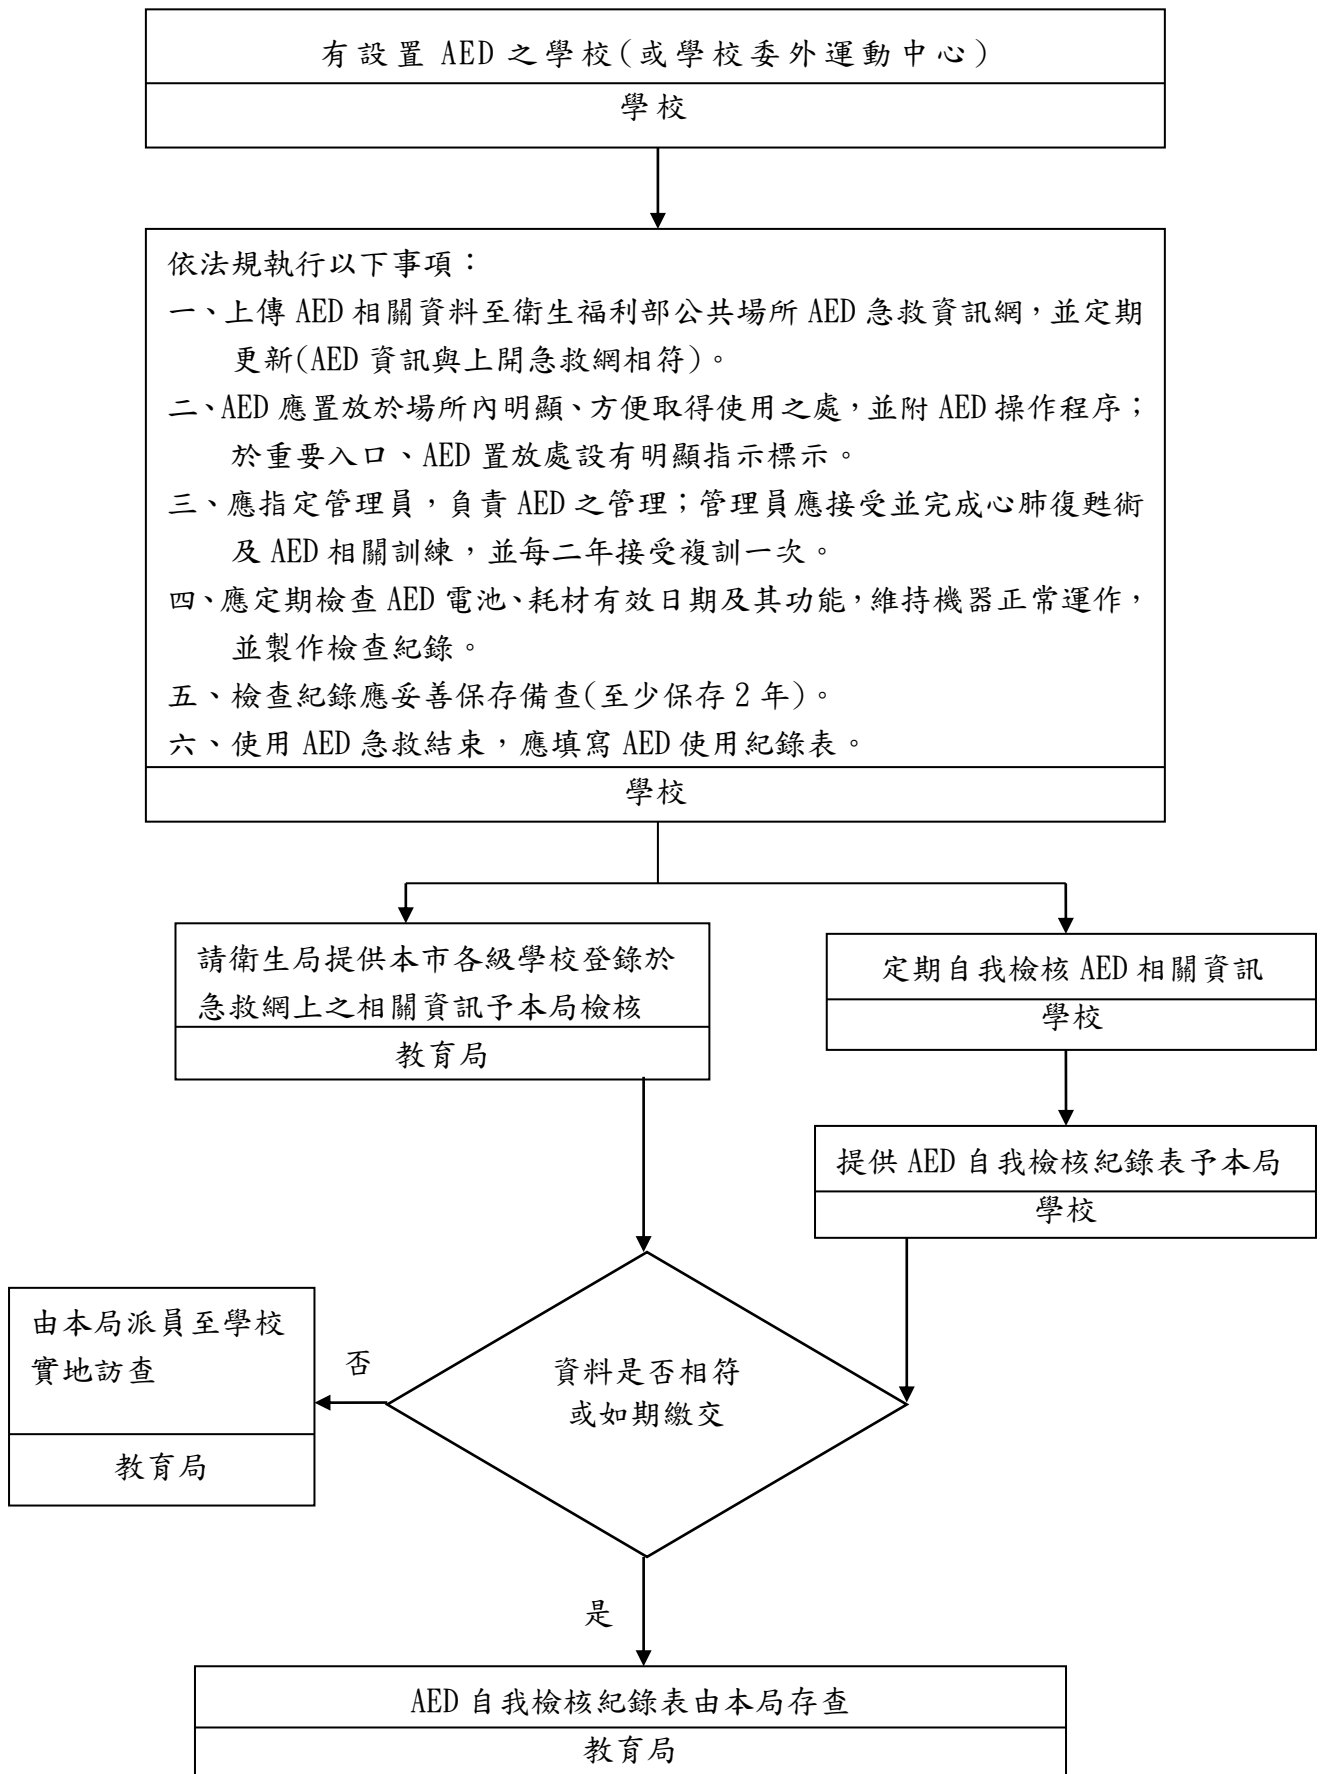 有設置 AED 之學校(或學校委外運動中心)
學校
依法規執行以下事項：
一、上傳 AED 相關資料至衛生福利部公共場所 AED 急救資訊網，並定期
更新(AED 資訊與上開急救網相符)。
二、AED 應置放於場所內明顯、方便取得使用之處，並附 AED 操作程序；
於重要入口、AED 置放處設有明顯指示標示。
三、應指定管理員，負責 AED 之管理；管理員應接受並完成心肺復甦術
及 AED 相關訓練，並每二年接受複訓一次。
四、應定期檢查 AED 電池、耗材有效日期及其功能，維持機器正常運作，
並製作檢查紀錄。
五、檢查紀錄應妥善保存備查(至少保存 2 年)。
六、使用 AED 急救結束，應填寫 AED 使用紀錄表。
學校
請衛生局提供本市各級學校登錄於
急救網上之相關資訊予本局檢核
教育局
定期自我檢核 AED 相關資訊
學校
提供 AED 自我檢核紀錄表予本局
學校
資料是否相符
或如期繳交
否
由本局派員至學校
實地訪查
教育局
是
AED 自我檢核紀錄表由本局存查
教育局